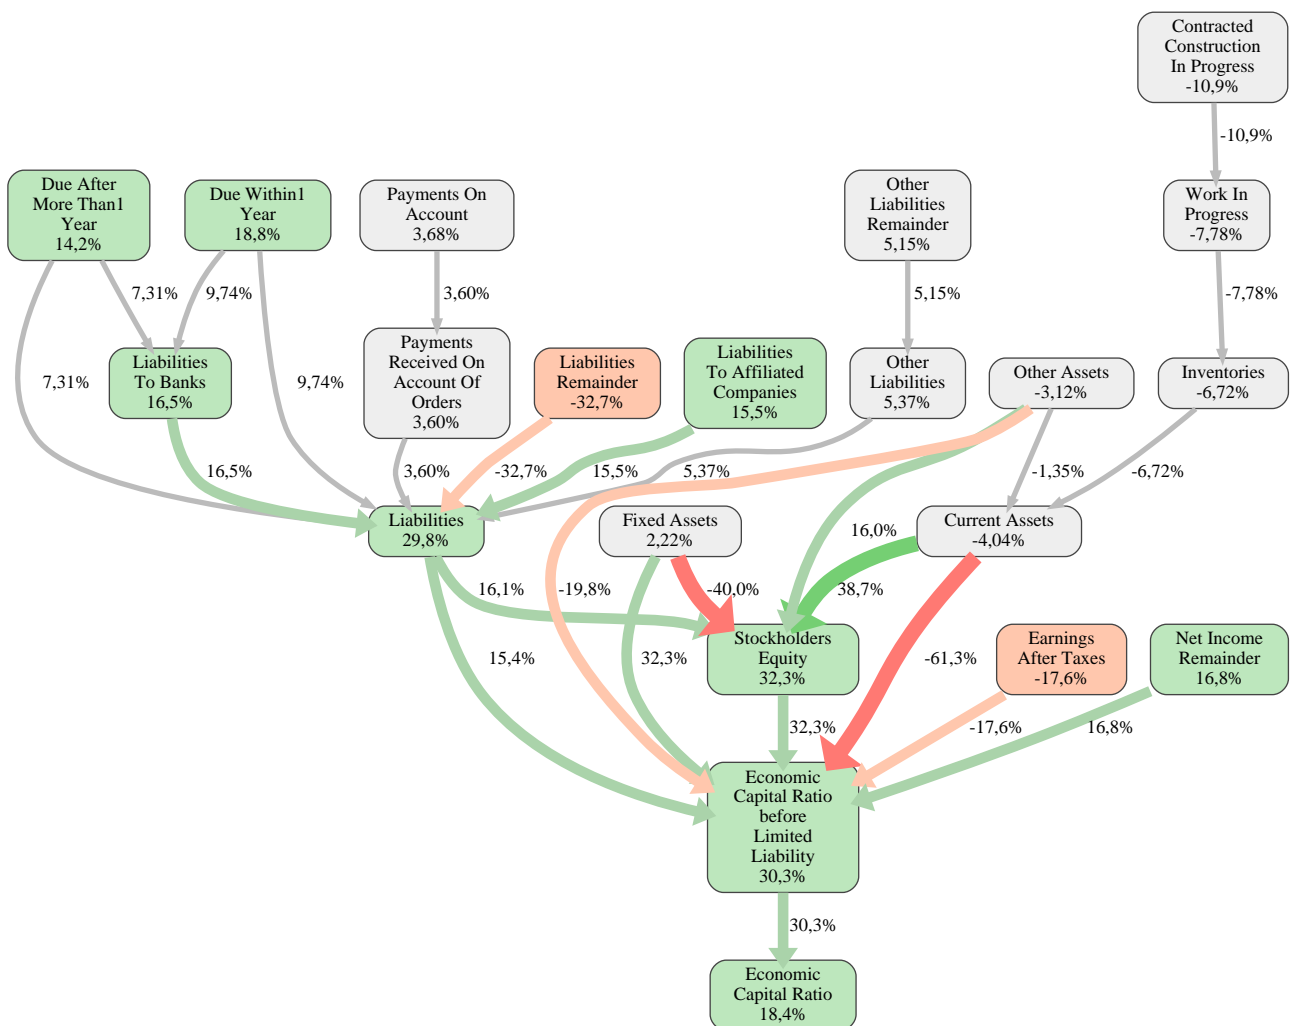 Contracted
Construction
In Progress
-10,9%
-10,9%
Due After
More Than1
Year
14,2%
Due Within1
Year
18,8%
Payments On
Account
3,68%
Other
Liabilities
Remainder
5,15%
Work In
Progress
-7,78%
7,31%
9,74%
3,60%
5,15%
-7,78%
Liabilities
To Banks
16,5%
Payments
Received On
Account Of
Orders
3,60%
Liabilities
Remainder
-32,7%
Liabilities
To Affiliated
Companies
15,5%
Other
Liabilities
5,37%
Other Assets
-3,12%
Inventories
-6,72%
7,31%
9,74%
16,5%
3,60%
-32,7%
15,5%
5,37%
-1,35%
-6,72%
Liabilities
29,8%
Fixed Assets
2,22%
16,0%
Current Assets
-4,04%
16,1%
-19,8%
-40,0%
38,7%
Stockholders
Equity
32,3%
Earnings
After Taxes
-17,6%
Net Income
Remainder
16,8%
15,4%
32,3%
-61,3%
32,3%
-17,6%
16,8%
Economic
Capital Ratio
before
Limited
Liability
30,3%
30,3%
Economic
Capital Ratio
18,4%